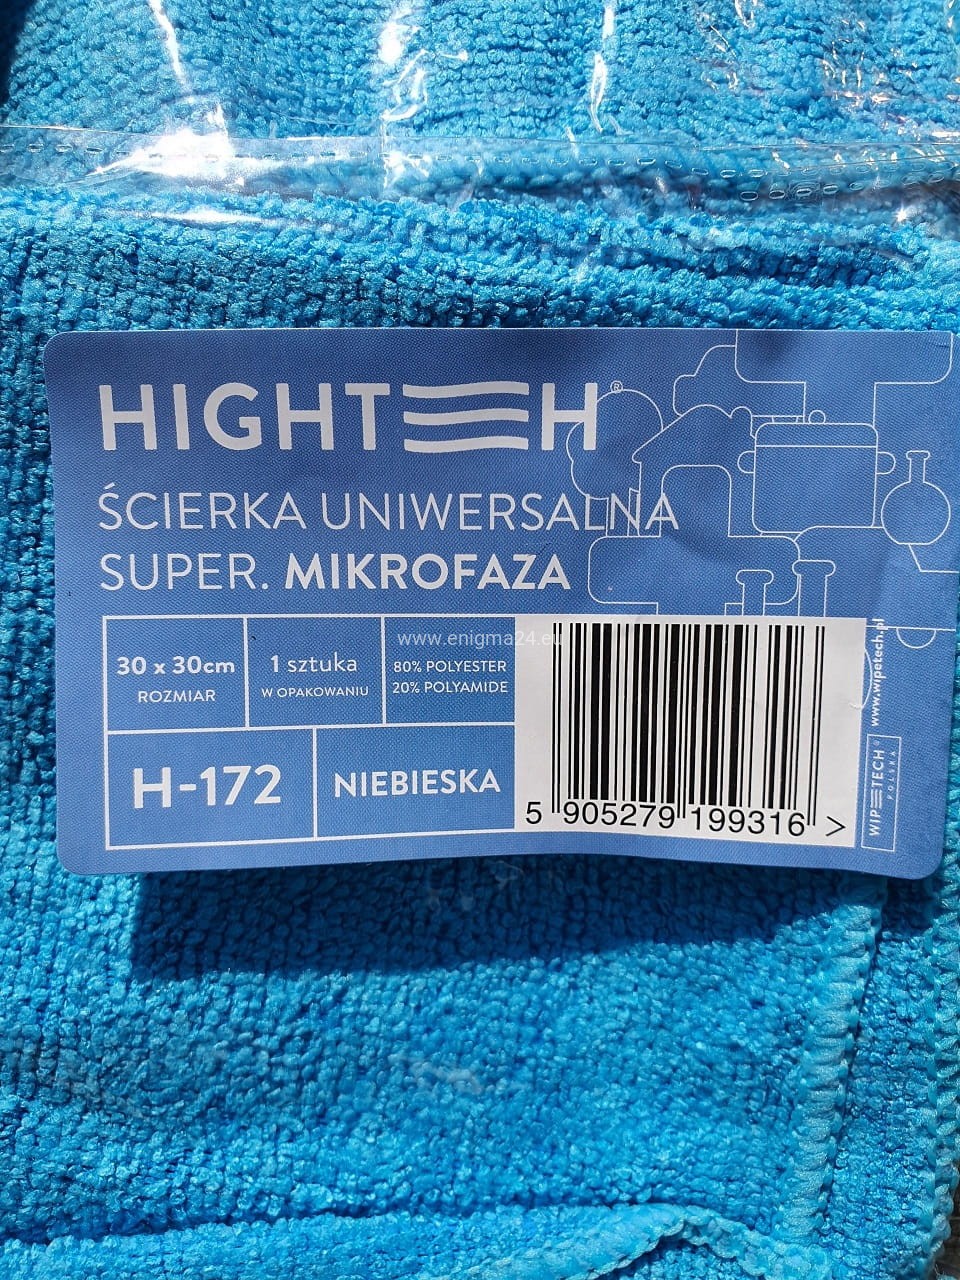 HIGHTECH®
ŚCIERKA UNIWERSALNA
SUPER. MIKROFAZA
www.enigma24.eu
30 x 30cm
ROZMIAR
1 sztuka
W OPAKOWANIU
80% POLYESTER
20% POLYAMIDE
H-172
NIEBIESKA
5 905279 199316 >
www.wipetech.pl
WIPETECH®
POLSKA